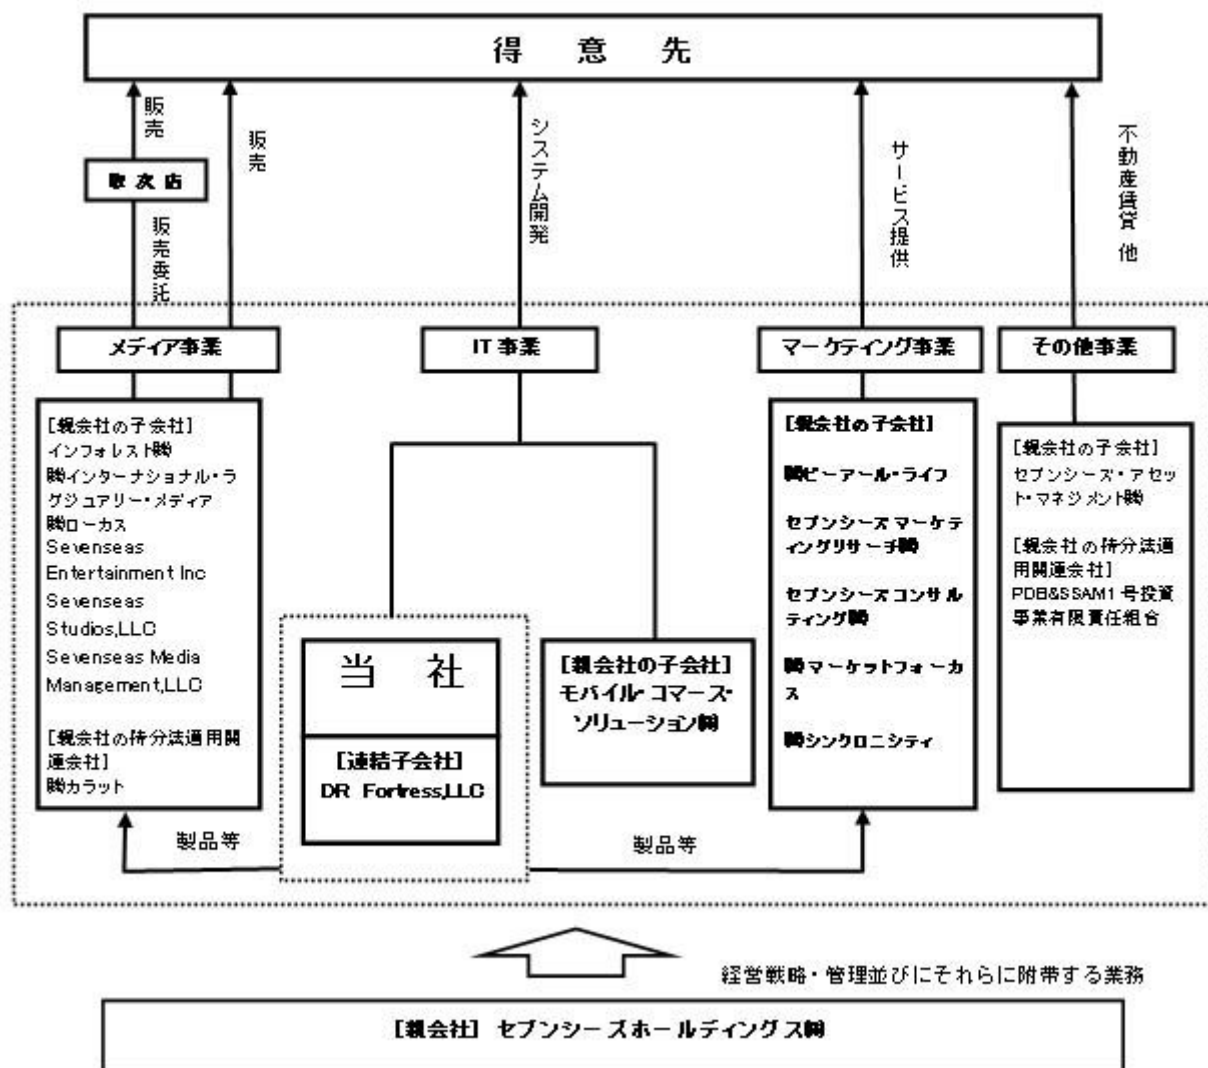 得 意 先
販売
販売
システム開発
サービス提供
不動産賃貸 他
取次店
販売委託
メディア事業
IT 事業
マーケティング事業
その他事業
[親会社の子会社]
インフォレスト㈱
㈱インターナショナル・ラ
グジュアリー・メディア
㈱ローカス
Sevenseas
Entertainment Inc
Sevenseas
Studios,LLC
Sevenseas Media
Management,LLC
[親会社の持分法適用関
連会社]
㈱カラット
当 社
[連結子会社]
DR Fortress,LLC
[親会社の子会社]
モバイル・コマース・
ソリューション㈱
[親会社の子会社]
㈱ピーアール・ライフ
セブンシーズマーケテ
ィングリサーチ㈱
セブンシーズコンサル
ティング㈱
㈱マーケットフォーカ
ス
㈱シンクロニシティ
[親会社の子会社]
セブンシーズ・アセッ
ト・マネジメント㈱
[親会社の持分法適
用関連会社]
PDB&SSAM1号投資
事業有限責任組合
製品等
製品等
経営戦略・管理並びにそれらに附帯する業務
[親会社] セブンシーズホールディングス㈱